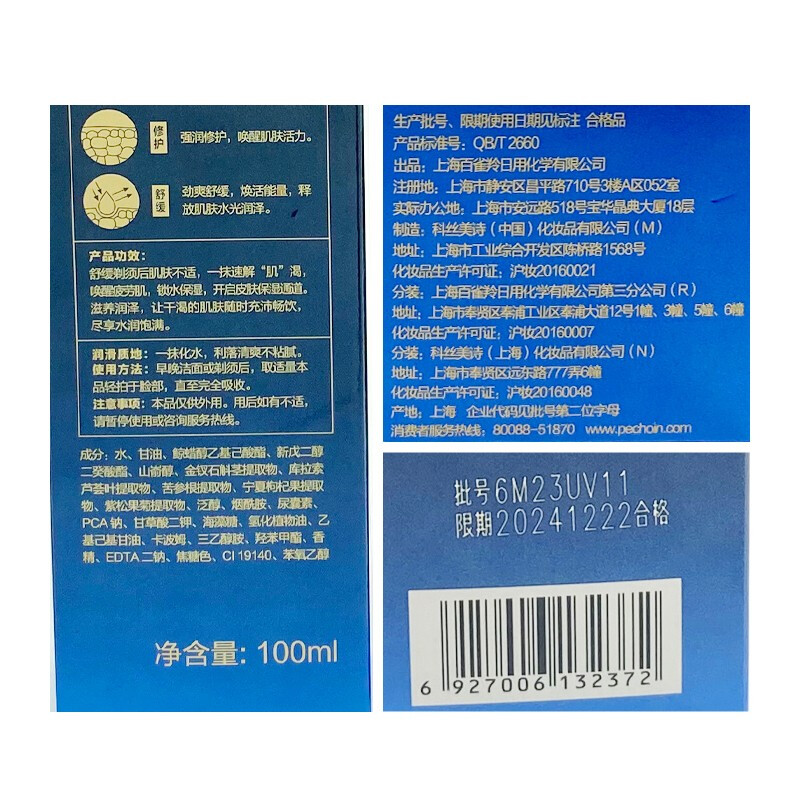 修护
强润修护，唤醒肌肤活力。
舒缓
劲爽舒缓，焕活能量，释
放肌肤水光润泽。
产品功效：
舒缓剃须后肌肤不适，一抹速解“肌”渴，
唤醒疲劳肌，锁水保湿，开启皮肤保湿通道。
滋养润泽，让干渴的肌肤随时充沛畅饮，
尽享水润饱满。
润滑质地：一抹化水，利落清爽不粘腻。
使用方法：早晚洁面或剃须后，取适量本
品轻拍于脸部，直至完全吸收。
注意事项：本品仅供外用。用后如有不适，
请暂停使用或咨询服务热线。
成分：水、甘油、鲸蜡醇乙基己酸酯、新戊二醇
二癸酸酯、山嵛醇、金钗石斛茎提取物、库拉索
芦荟叶提取物、苦参根提取物、宁夏枸杞果提取
物、紫松果菊提取物、泛醇、烟酰胺、尿囊素、
PCA 钠、甘草酸二钾、海藻糖、氢化植物油、乙
基己基甘油、卡波姆、三乙醇胺、羟苯甲酯、香
精、EDTA 二钠、焦糖色、CI 19140、苯氧乙醇
净含量：100ml
生产批号、限期使用日期见标注 合格品
产品标准号：QB/T 2660
出品：上海百雀羚日用化学有限公司
注册地：上海市静安区昌平路710号3楼A区052室
实际办公地：上海市安远路518号宝华晶典大厦18层
制造：科丝美诗（中国）化妆品有限公司（M）
地址：上海市工业综合开发区陈桥路1568号
化妆品生产许可证：沪妆20160021
分装：上海百雀羚日用化学有限公司第三分公司（R）
地址：上海市奉贤区奉浦工业区奉浦大道12号1幢、3幢、5幢、6幢
化妆品生产许可证：沪妆20160007
分装：科丝美诗（上海）化妆品有限公司（N）
地址：上海市奉贤区远东路777弄6幢
化妆品生产许可证：沪妆20160048
产地：上海 企业代码见批号第二位字母
消费者服务热线：80088-51870 www.pechoin.com
批号6M23UV11
限期20241222合格
6 927006 132372